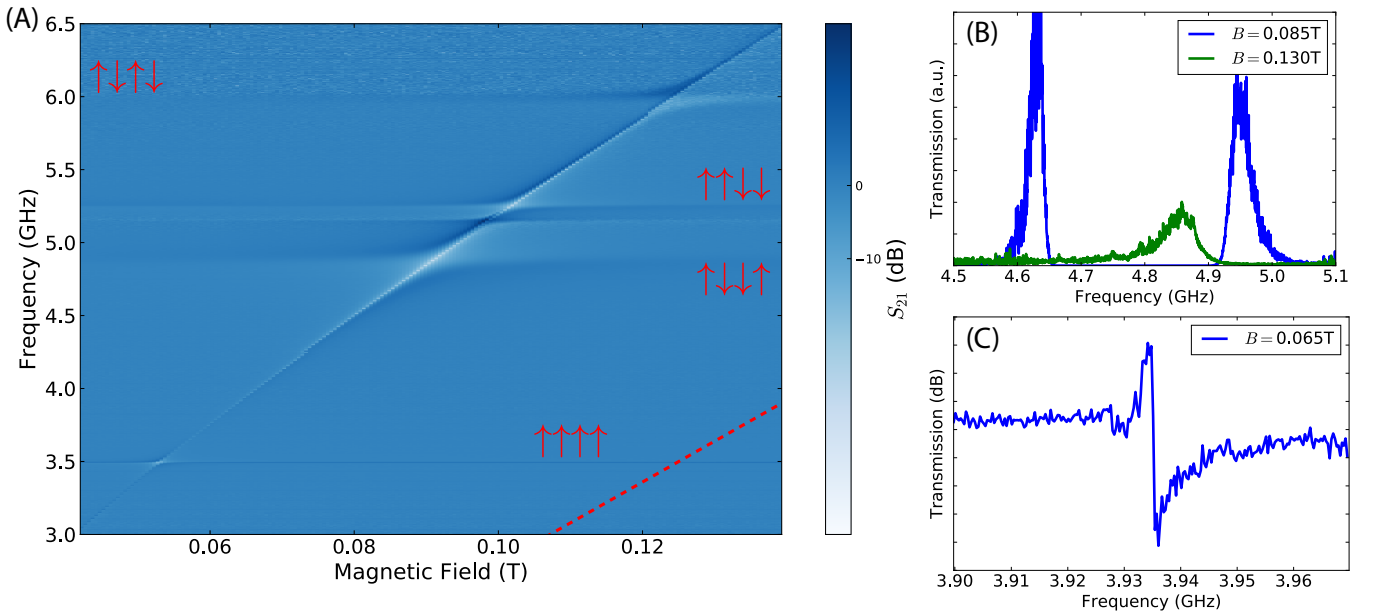 (A)
6.5
6.0
5.5
5.0
4.5
4.0
3.5
3.0
Frequency (GHz)
↑↓↑↓
↑↑↓↓
↑↓↓↑
↑↑↑↑
0.06
0.08
0.10
0.12
Magnetic Field (T)
0
−10
S21 (dB)
(B)
B = 0.085T
B = 0.130T
Transmission (a.u.)
4.5
4.6
4.7
4.8
4.9
5.0
5.1
Frequency (GHz)
(C)
B = 0.065T
Transmission (dB)
3.90
3.91
3.92
3.93
3.94
3.95
3.96
Frequency (GHz)